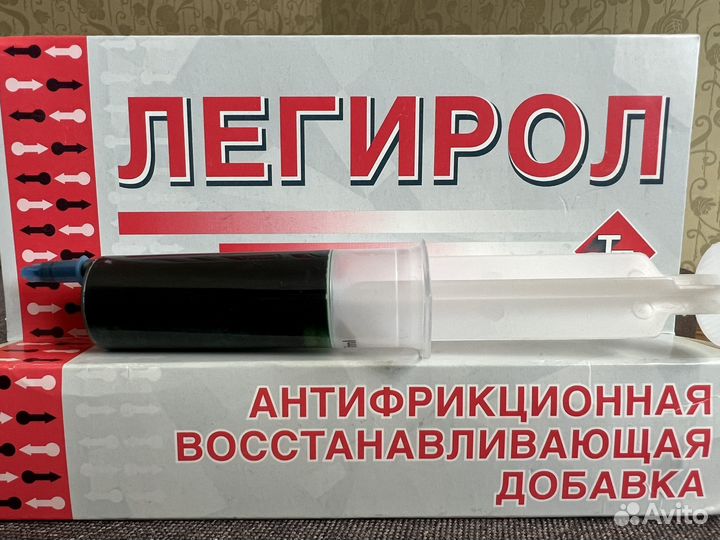 ЛЕГИРОЛ
Т
АНТИФРИКЦИОННАЯ
ВОССТАНАВЛИВАЮЩАЯ
ДОБАВКА
Avito